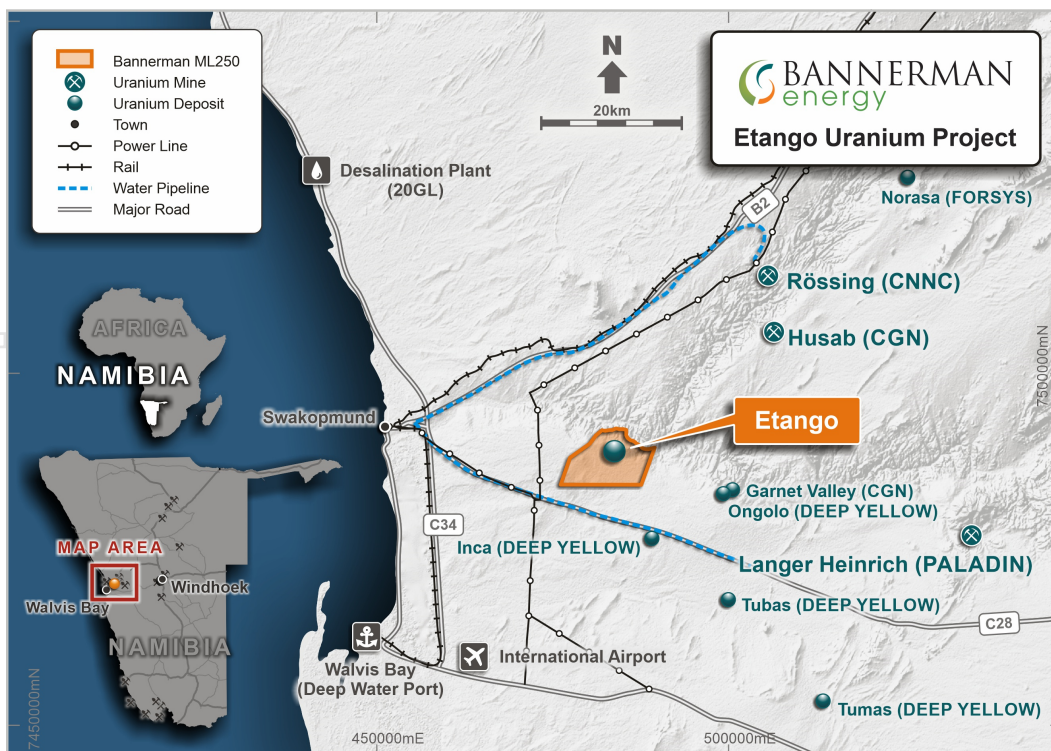 Bannerman ML250
Uranium Mine
Uranium Deposit
Town
Power Line
Rail
Water Pipeline
Major Road
N
20km
BANNERMAN
energy
Etango Uranium Project
Desalination Plant
(20GL)
B2
Norasa (FORSYS)
Rössing (CNNC)
Husab (CGN)
7500000mN
AFRICA
NAMIBIA
Swakopmund
Etango
Garnet Valley (CGN)
Ongolo (DEEP YELLOW)
C34
Inca (DEEP YELLOW)
Langer Heinrich (PALADIN)
MAP AREA
Windhoek
Walvis Bay
NAMIBIA
Tubas (DEEP YELLOW)
C28
International Airport
Walvis Bay
(Deep Water Port)
Tumas (DEEP YELLOW)
7450000mN
450000mE
500000mE